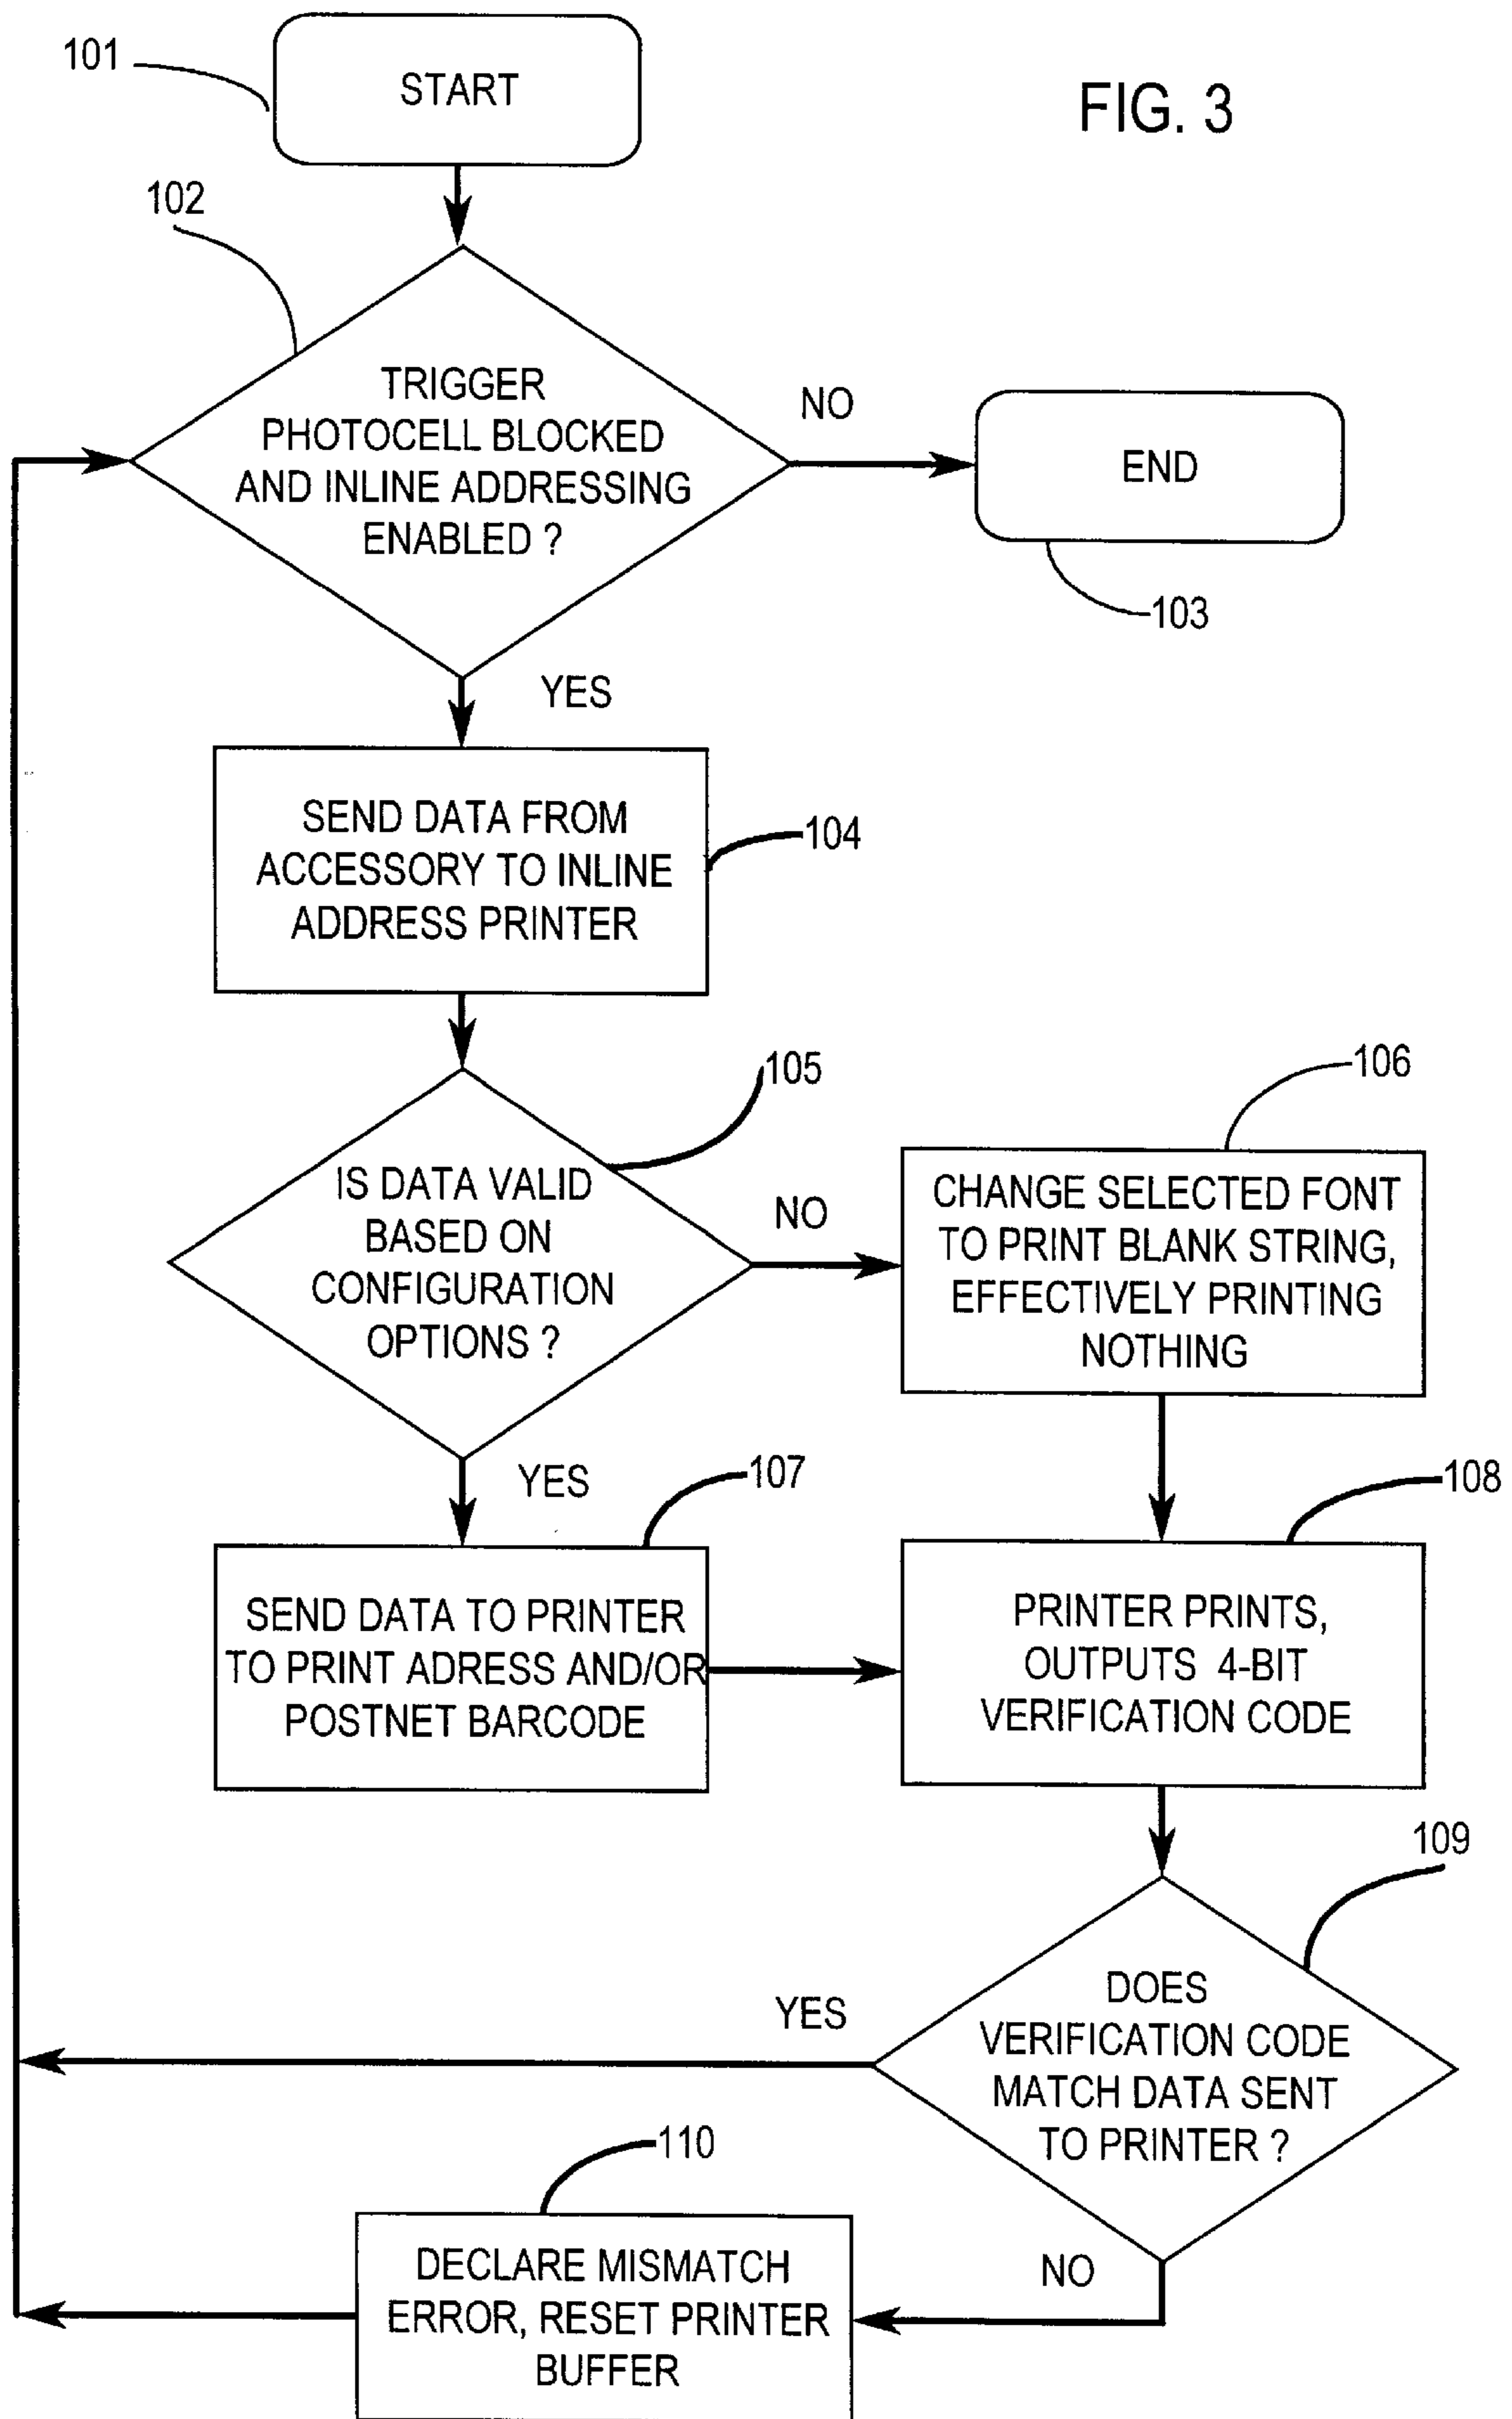 101
START
FIG. 3
102
TRIGGER
PHOTOCELL BLOCKED
AND INLINE ADDRESSING
ENABLED ?
NO
END
103
YES
SEND DATA FROM
ACCESSORY TO INLINE
ADDRESS PRINTER
104
105
IS DATA VALID
BASED ON
CONFIGURATION
OPTIONS ?
NO
106
CHANGE SELECTED FONT
TO PRINT BLANK STRING,
EFFECTIVELY PRINTING
NOTHING
YES
107
SEND DATA TO PRINTER
TO PRINT ADRESS AND/OR
POSTNET BARCODE
108
PRINTER PRINTS,
OUTPUTS 4-BIT
VERIFICATION CODE
109
DOES
VERIFICATION CODE
MATCH DATA SENT
TO PRINTER ?
YES
NO
110
DECLARE MISMATCH
ERROR, RESET PRINTER
BUFFER